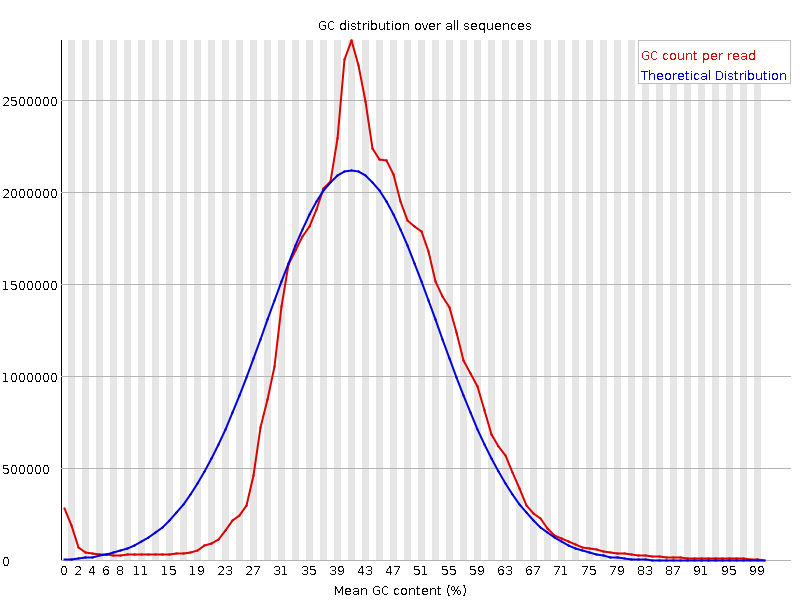 GC distribution over all sequences
GC count per read
Theoretical Distribution
2500000
2000000
1500000
1000000
500000
0
0 2 4 6 8 11 15 19 23 27 31 35 39 43 47 51 55 59 63 67 71 75 79 83 87 91 95 99
Mean GC content (%)